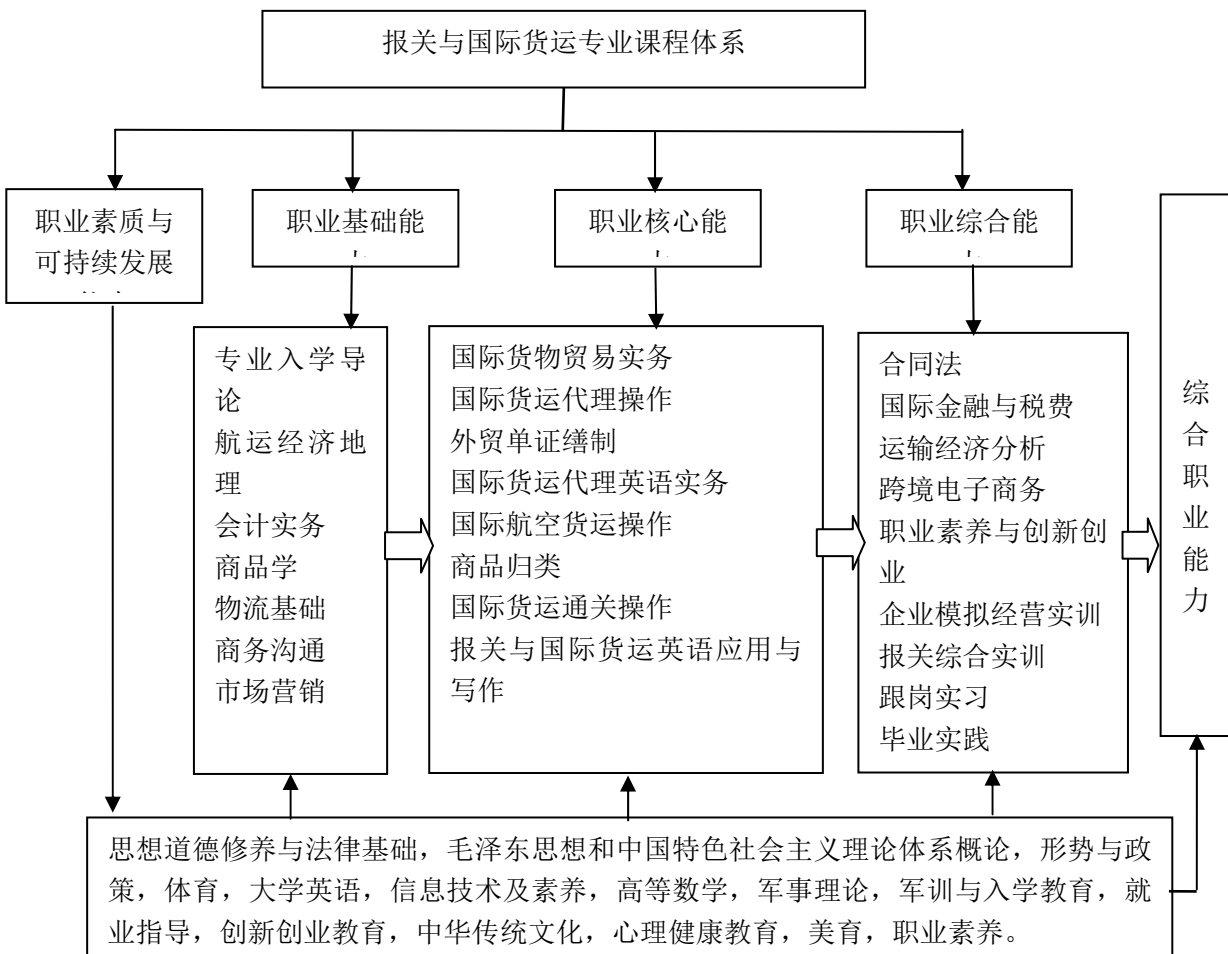 报关与国际货运专业课程体系
职业素质与
可持续发展
职业基础能
职业核心能
职业综合能
专业入学导
论
航运经济地
理
会计实务
商品学
物流基础
商务沟通
市场营销
国际货物贸易实务
国际货运代理操作
外贸单证缮制
国际货运代理英语实务
国际航空货运操作
商品归类
国际货运通关操作
报关与国际货运英语应用与
写作
合同法
国际金融与税费
运输经济分析
跨境电子商务
职业素养与创新创
业
企业模拟经营实训
报关综合实训
跟岗实习
毕业实践
综
合
职
业
能
力
思想道德修养与法律基础，毛泽东思想和中国特色社会主义理论体系概论，形势与政
策，体育，大学英语，信息技术及素养，高等数学，军事理论，军训与入学教育，就
业指导，创新创业教育，中华传统文化，心理健康教育，美育，职业素养。